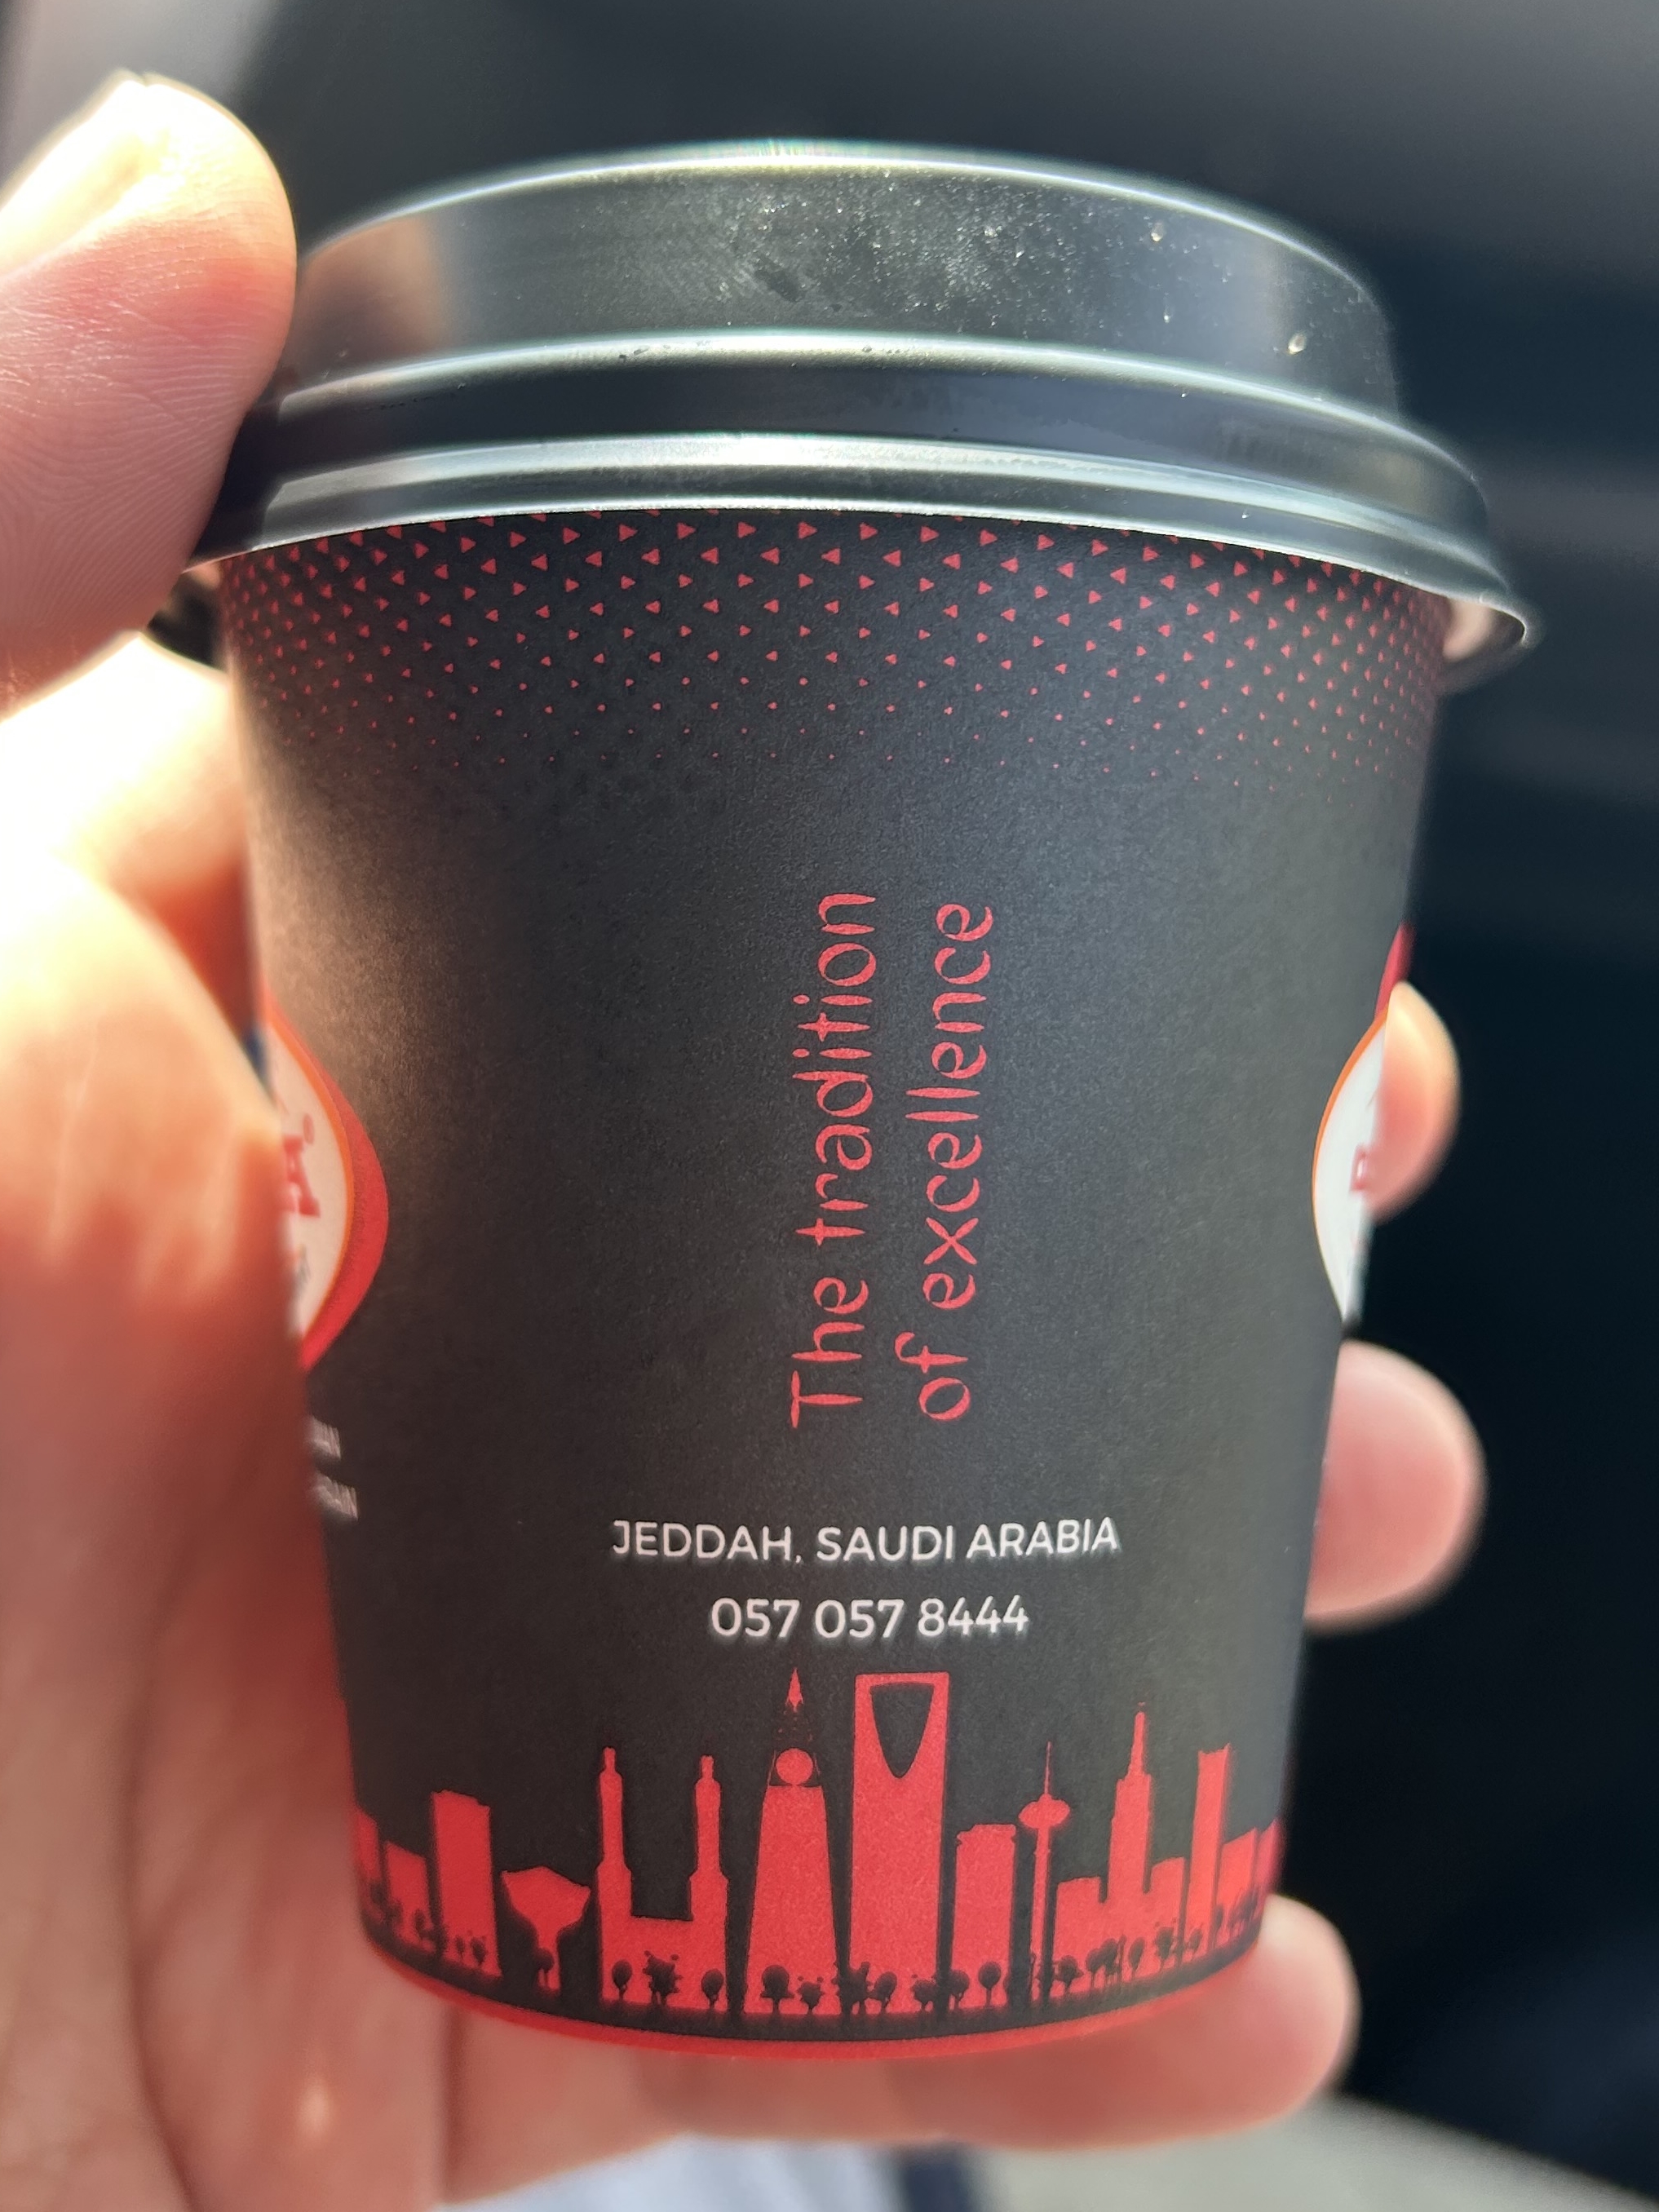 The tradition
of excellence
JEDDAH, SAUDI ARABIA
057 057 8444